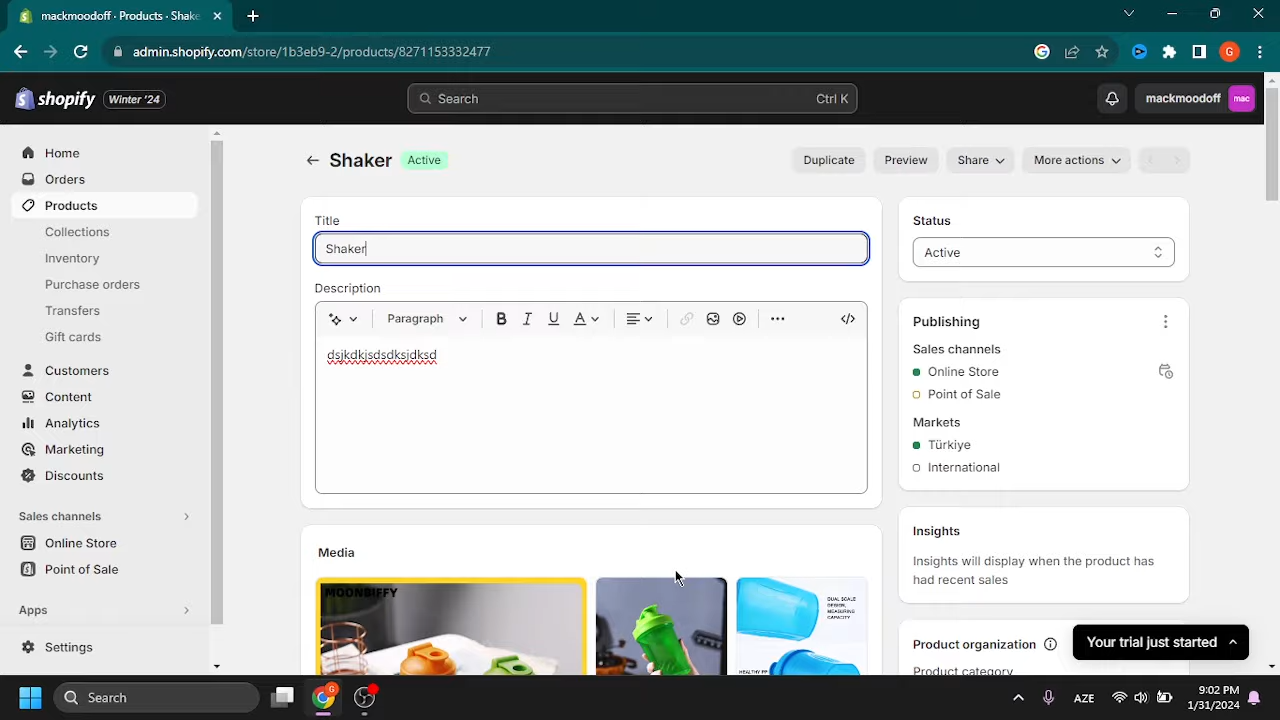 mackmoodoff · Products · Shake
admin.shopify.com/store/1b3eb9-2/products/8271153332477
G
shopify
Winter '24
Search
Ctrl K
mackmoodoff
mac
Home
Orders
Products
Collections
Inventory
Purchase orders
Transfers
Gift cards
Customers
Content
Analytics
Marketing
Discounts
Sales channels
Online Store
Point of Sale
Apps
Settings
Shaker
Active
Duplicate
Preview
Share
More actions
Title
Shaker
Description
Paragraph
B
I
U
A
dsjkdkjsdsdksjdksd
Media
MOONBIFFY
DUAL SCALE
DESIGN,
MEASURING
CAPACITY
Status
Active
Publishing
Sales channels
Online Store
Point of Sale
Markets
Türkiye
International
Insights
Insights will display when the product has
had recent sales
Product organization
Product category
Your trial just started
Search
G
AZE
9:02 PM
1/31/2024